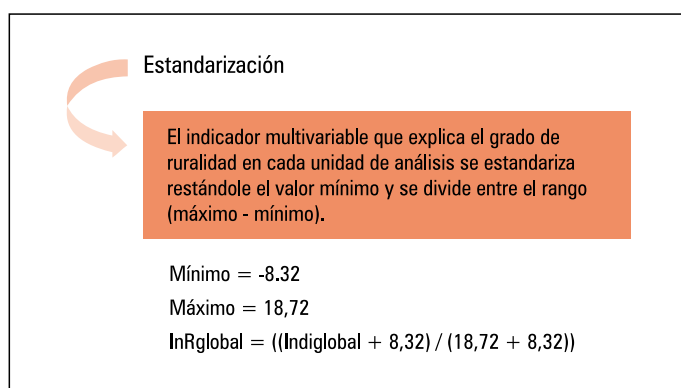 Estandarización
El indicador multivariable que explica el grado de
ruralidad en cada unidad de análisis se estandariza
restándole el valor mínimo y se divide entre el rango
(máximo - mínimo).
Mínimo = -8.32
Máximo = 18,72
InRglobal = ((Indiglobal + 8,32) / (18,72 + 8,32))